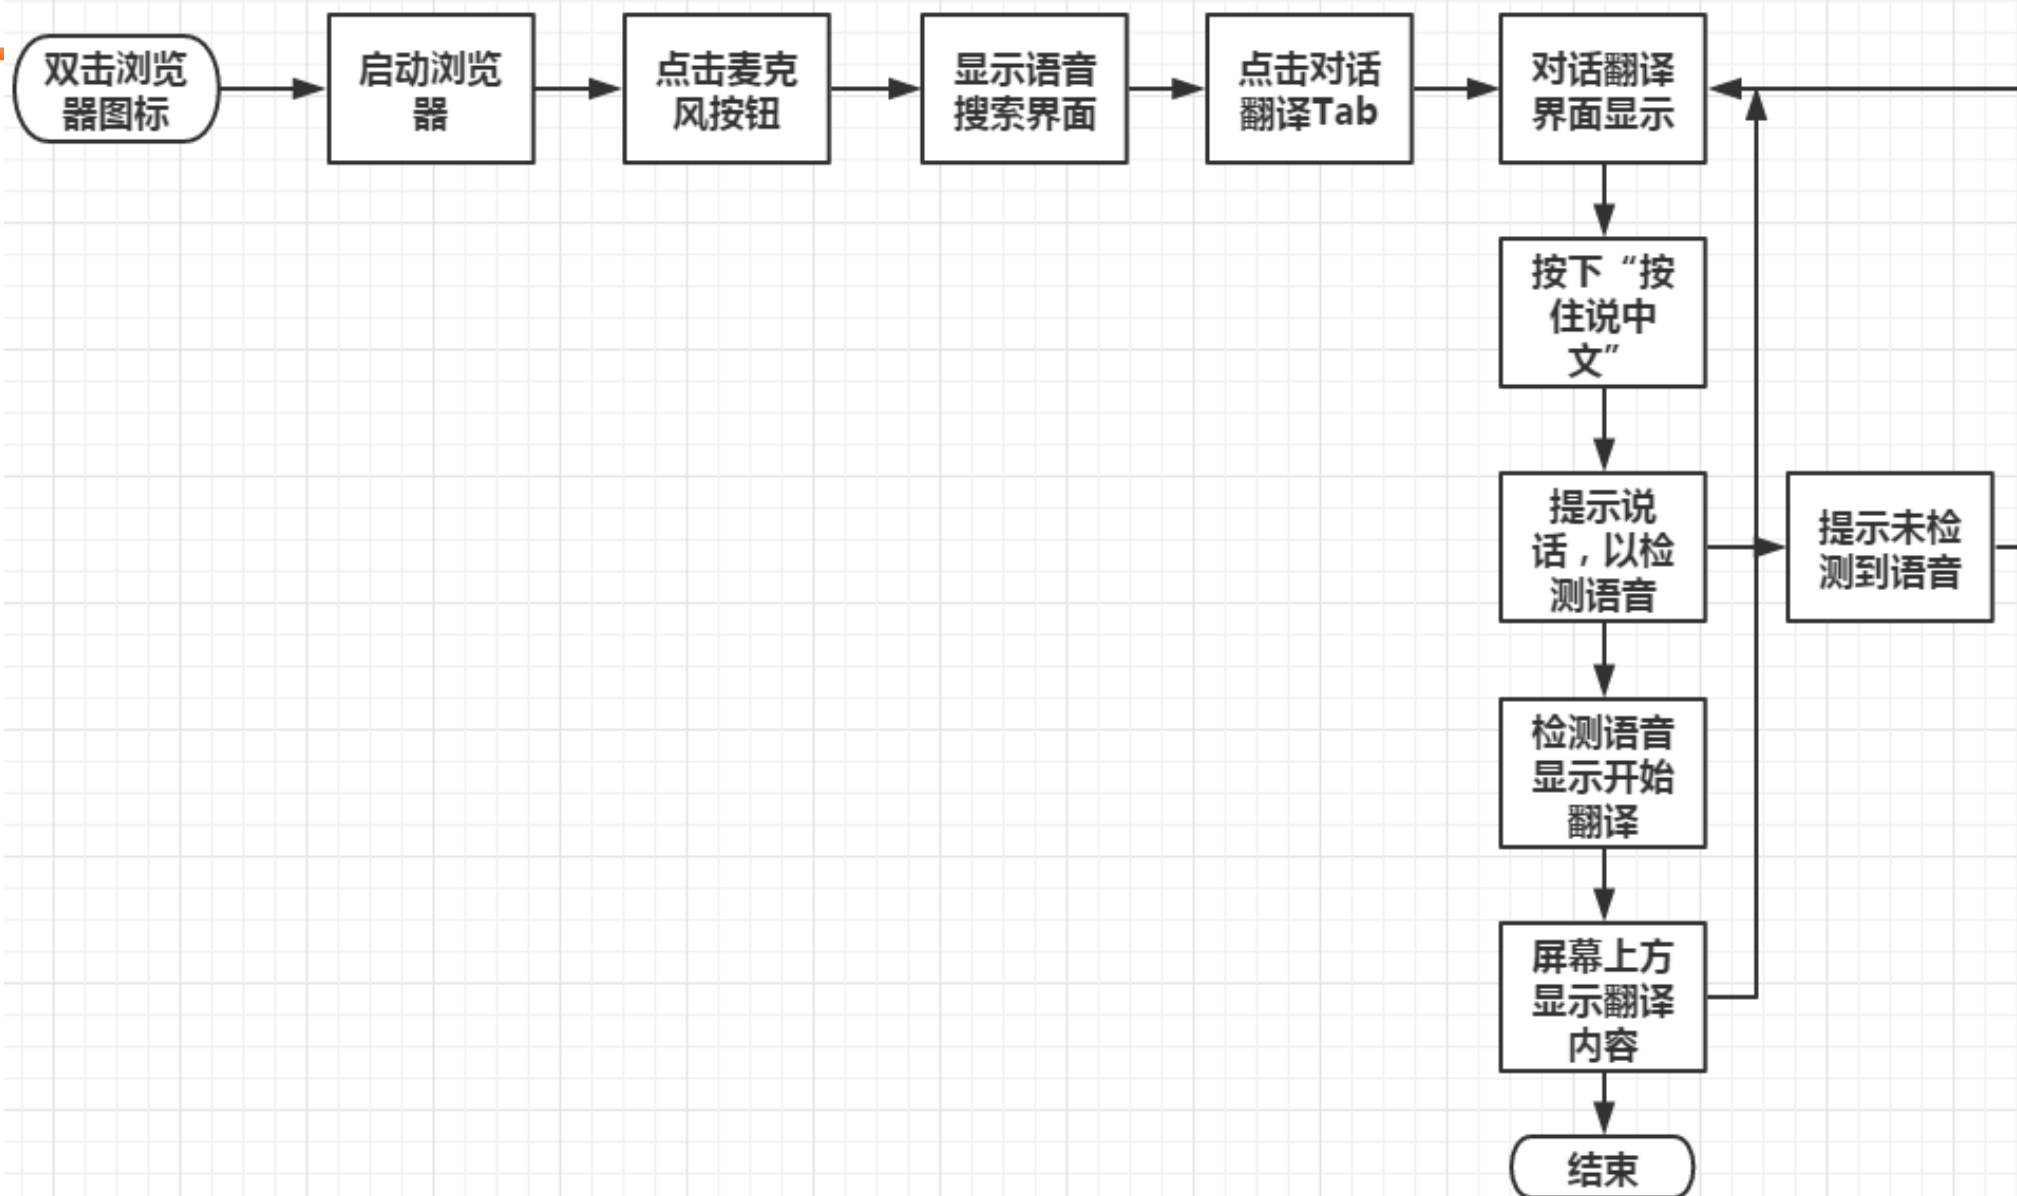 双击浏览
器图标
启动浏览
器
点击麦克
风按钮
显示语音
搜索界面
点击对话
翻译Tab
对话翻译
界面显示
按下“按
住说中
文”
提示说
话，以检
测语音
提示未检
测到语音
检测语音
显示开始
翻译
屏幕上方
显示翻译
内容
结束